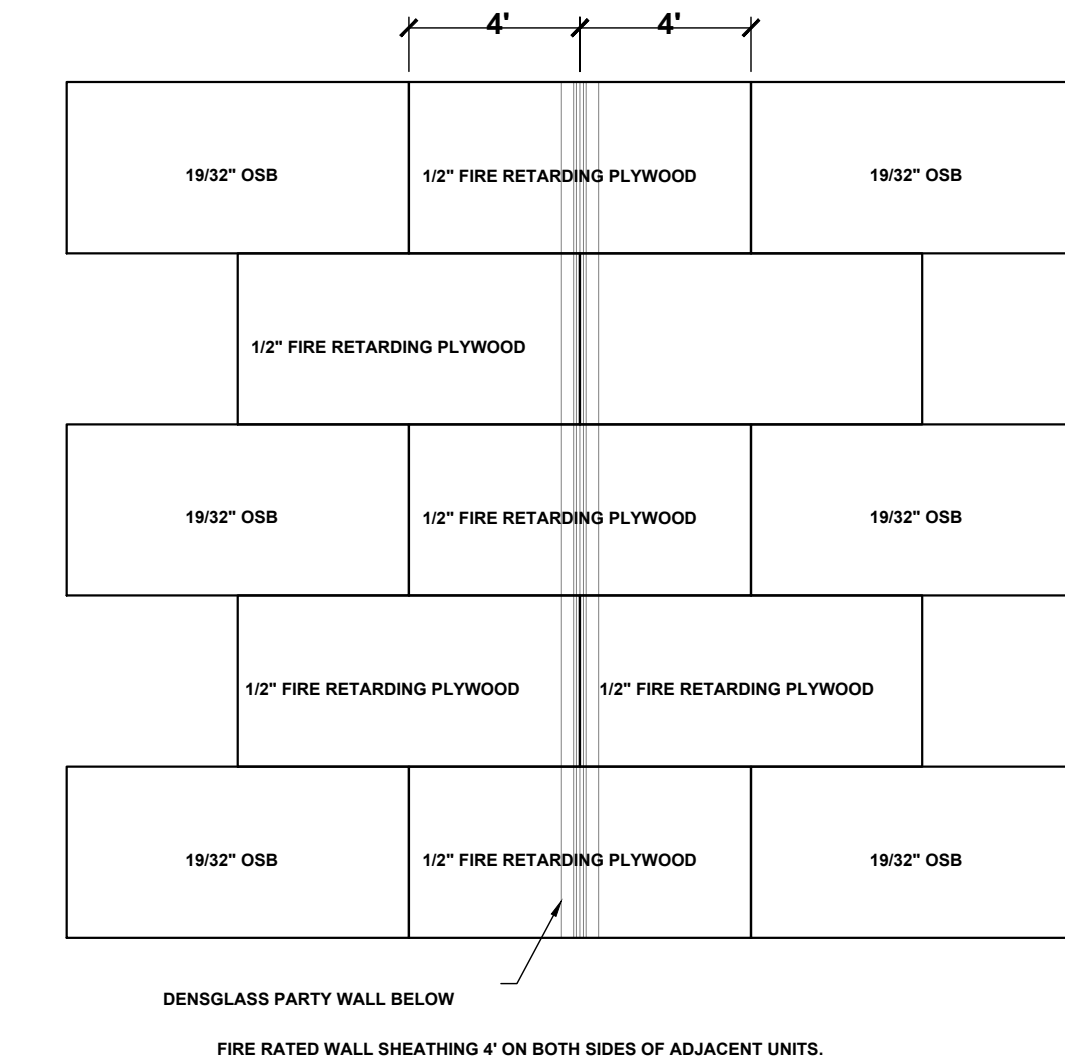 4' 4'
19/32" OSB 1/2" FIRE RETARDING PLYWOOD 19/32" OSB
1/2" FIRE RETARDING PLYWOOD
19/32" OSB 1/2" FIRE RETARDING PLYWOOD 19/32" OSB
1/2" FIRE RETARDING PLYWOOD 1/2" FIRE RETARDING PLYWOOD
19/32" OSB 1/2" FIRE RETARDING PLYWOOD 19/32" OSB
DENSGLASS PARTY WALL BELOW
FIRE RATED WALL SHEATHING 4' ON BOTH SIDES OF ADJACENT UNITS.